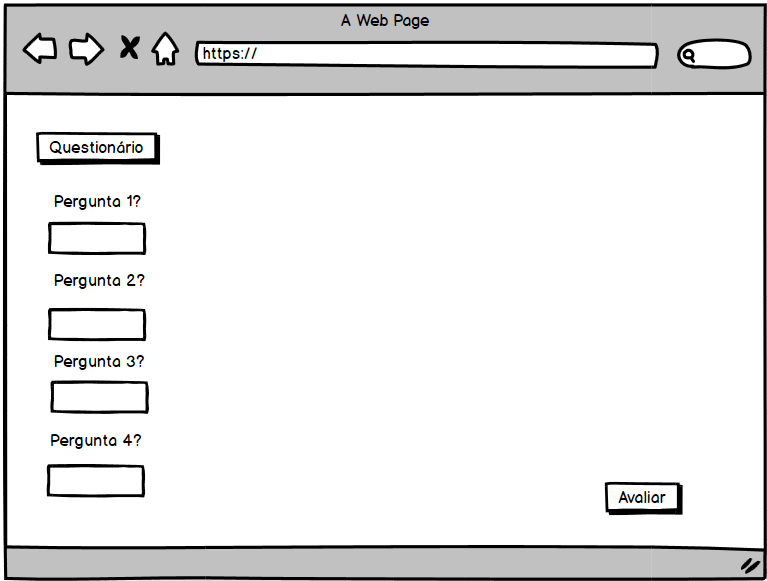 A Web Page
https://
Questionário
Pergunta 1?
Pergunta 2?
Pergunta 3?
Pergunta 4?
Avaliar